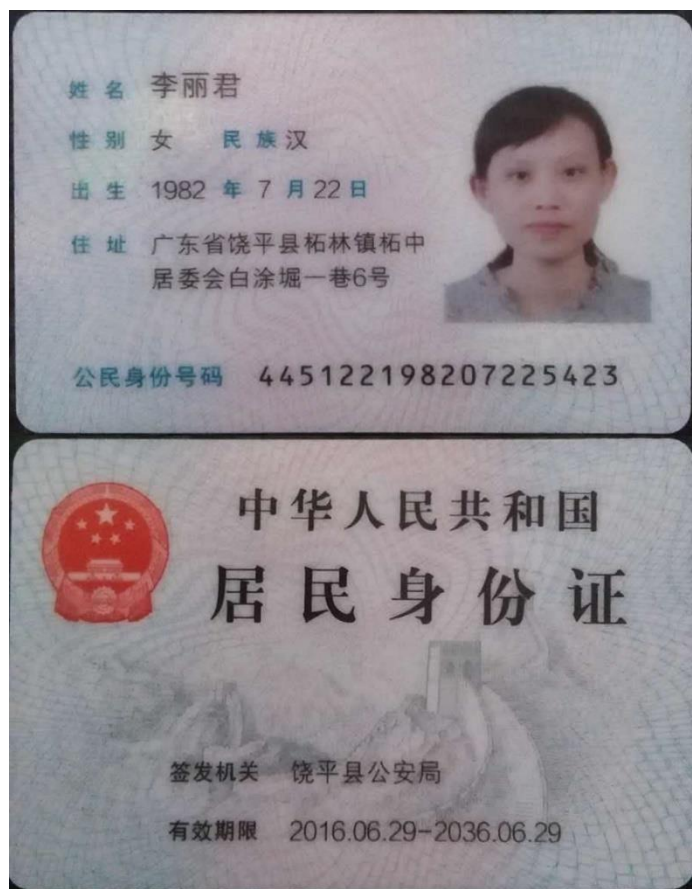 姓名 李丽君
性别 女 民族 汉
出生 1982 年 7 月 22 日
住址 广东省饶平县柘林镇柘中
居委会白涂堀一巷6号
公民身份号码 445122198207225423
中华人民共和国
居民身份证
签发机关 饶平县公安局
有效期限 2016.06.29-2036.06.29